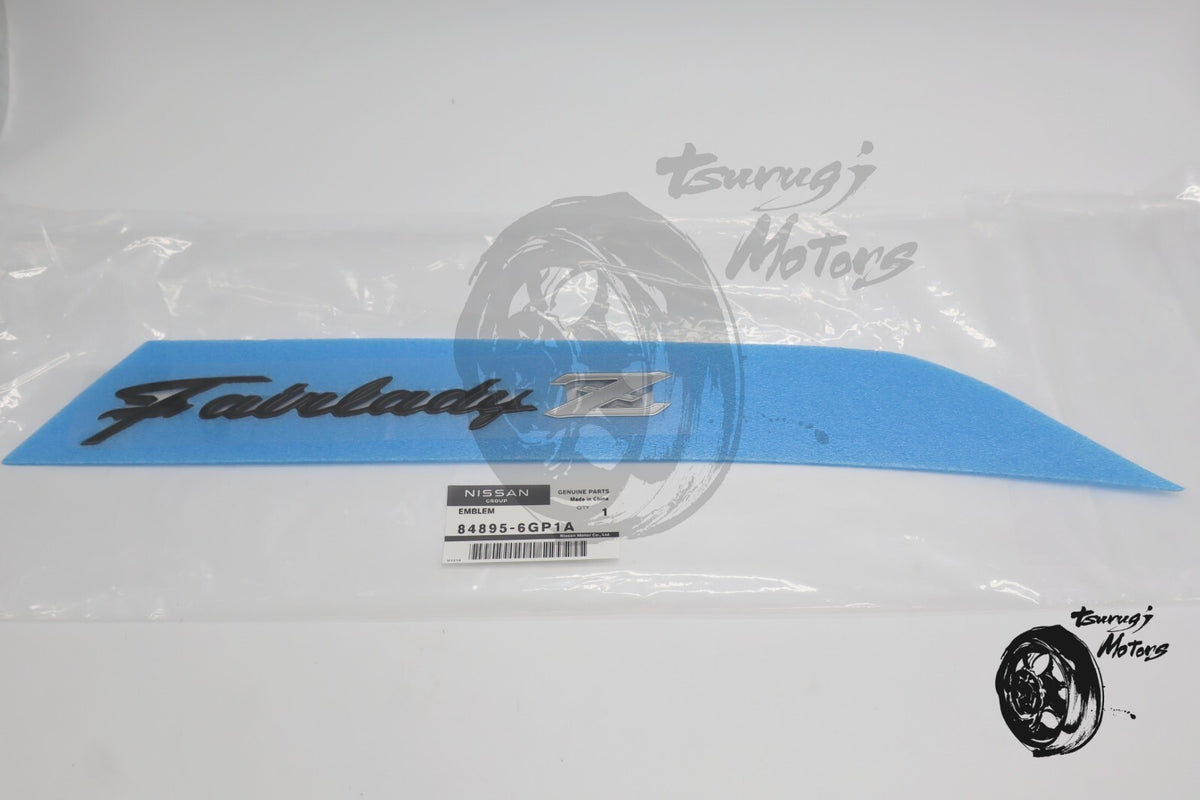 tsurugi
Motors
Fairlady Z
NISSAN
GROUP
GENUINE PARTS
Made in China
EMBLEM
QTY 1
84895-6GP1A
Nissan Motor Co., Ltd.
tsurugi
Motors